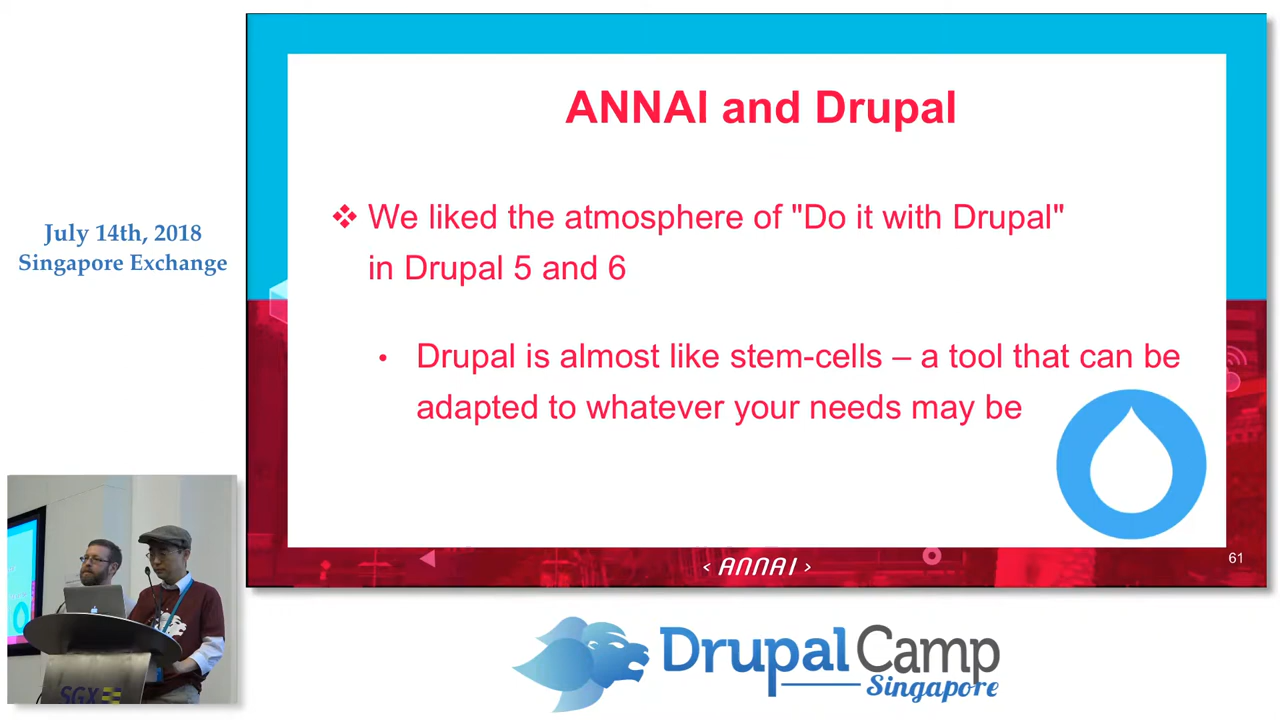 July 14th, 2018
Singapore Exchange
ANNAI and Drupal
❖ We liked the atmosphere of "Do it with Drupal"
in Drupal 5 and 6
• Drupal is almost like stem-cells – a tool that can be
adapted to whatever your needs may be
< ANNAI >
61
SGX
DrupalCamp
Singapore